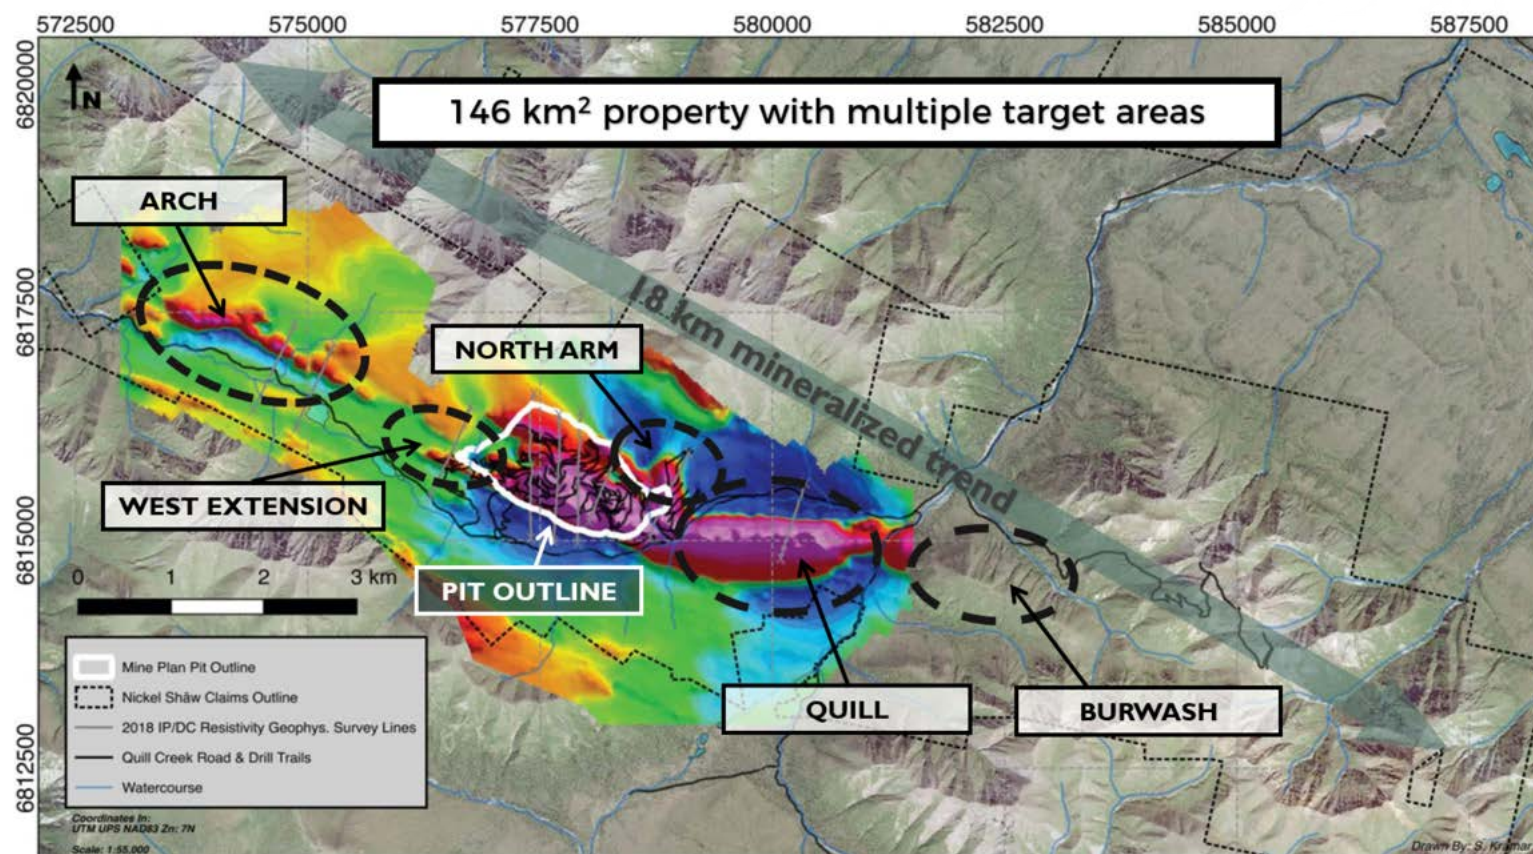 572500 575000 577500 580000 582500 585000 587500
6820000
6817500
6815000
6812500
N
146 km² property with multiple target areas
ARCH
NORTH ARM
18 km mineralized trend
WEST EXTENSION
PIT OUTLINE
QUILL
BURWASH
0 1 2 3 km
Mine Plan Pit Outline
Nickel Shäw Claims Outline
2018 IP/DC Resistivity Geophys. Survey Lines
Quill Creek Road & Drill Trails
Watercourse
Coordinates In:
UTM UPS NAD83 Zn: 7N
Scale: 1:55,000
Drawn By: S. Kramar